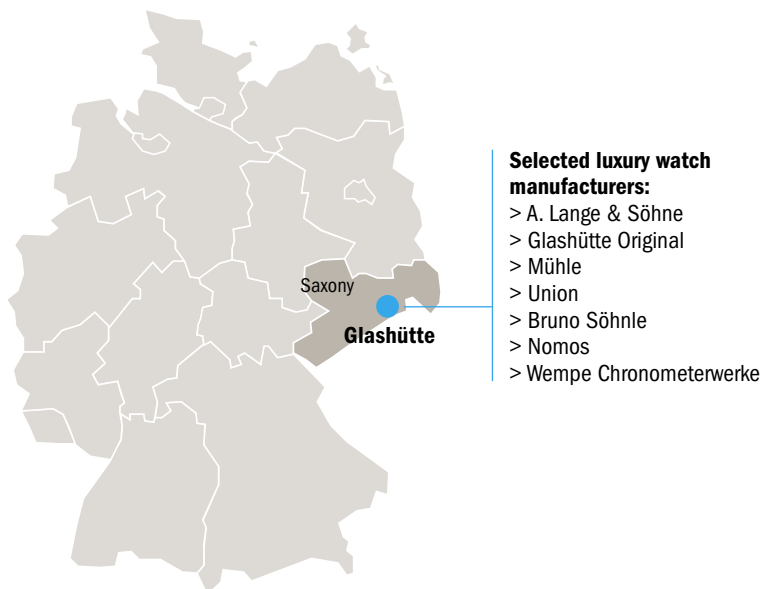 Saxony
Glashütte
Selected luxury watch
manufacturers:
> A. Lange & Söhne
> Glashütte Original
> Mühle
> Union
> Bruno Söhnle
> Nomos
> Wempe Chronometerwerke